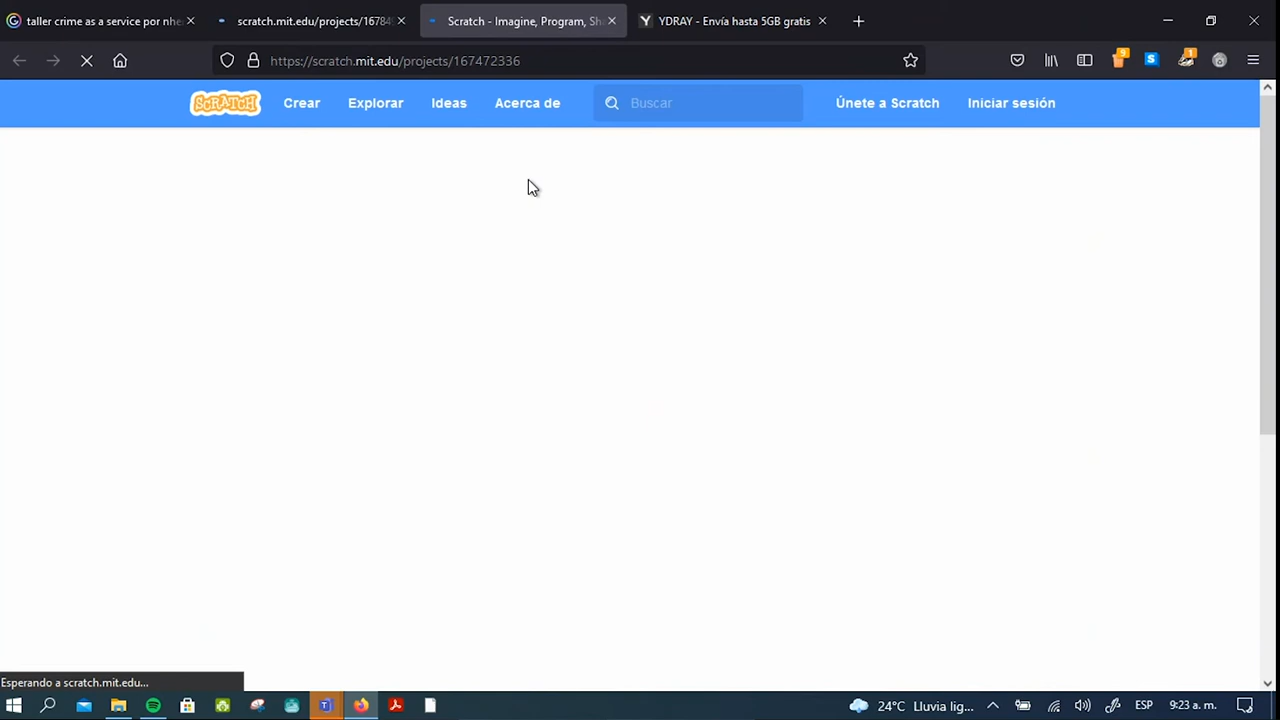 taller crime as a service por nhe
scratch.mit.edu/projects/16784
Scratch - Imagine, Program, Sh
YDRAY - Envía hasta 5GB gratis
https://scratch.mit.edu/projects/167472336
9
1
SCRATCH
Crear
Explorar
Ideas
Acerca de
Buscar
Únete a Scratch
Iniciar sesión
Esperando a scratch.mit.edu...
24°C Lluvia lig...
ESP
9:23 a. m.